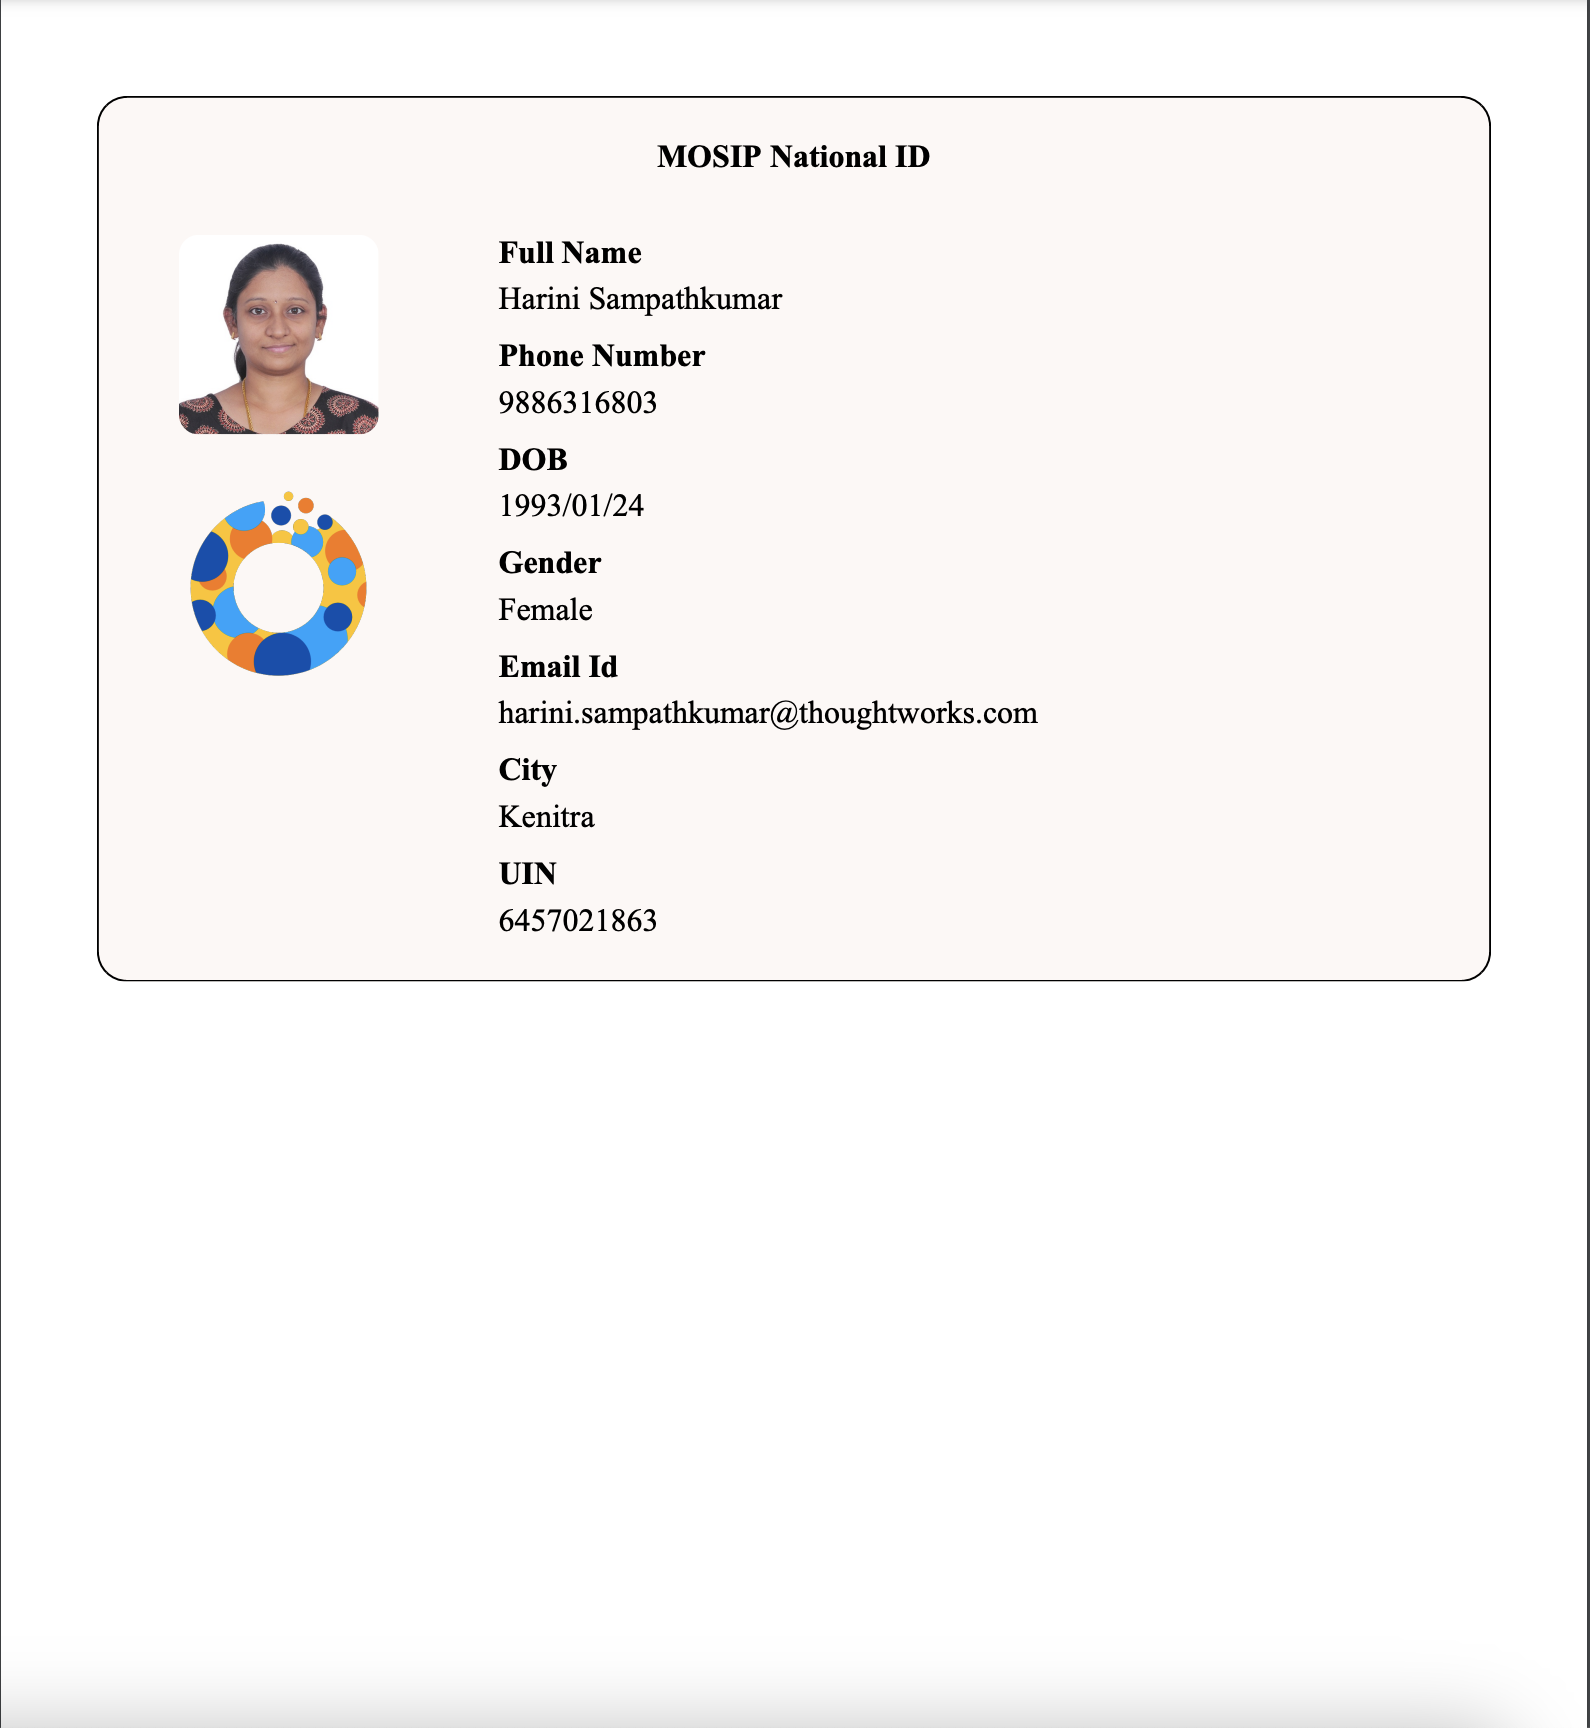 MOSIP National ID
Full Name
Harini Sampathkumar
Phone Number
9886316803
DOB
1993/01/24
Gender
Female
Email Id
harini.sampathkumar@thoughtworks.com
City
Kenitra
UIN
6457021863